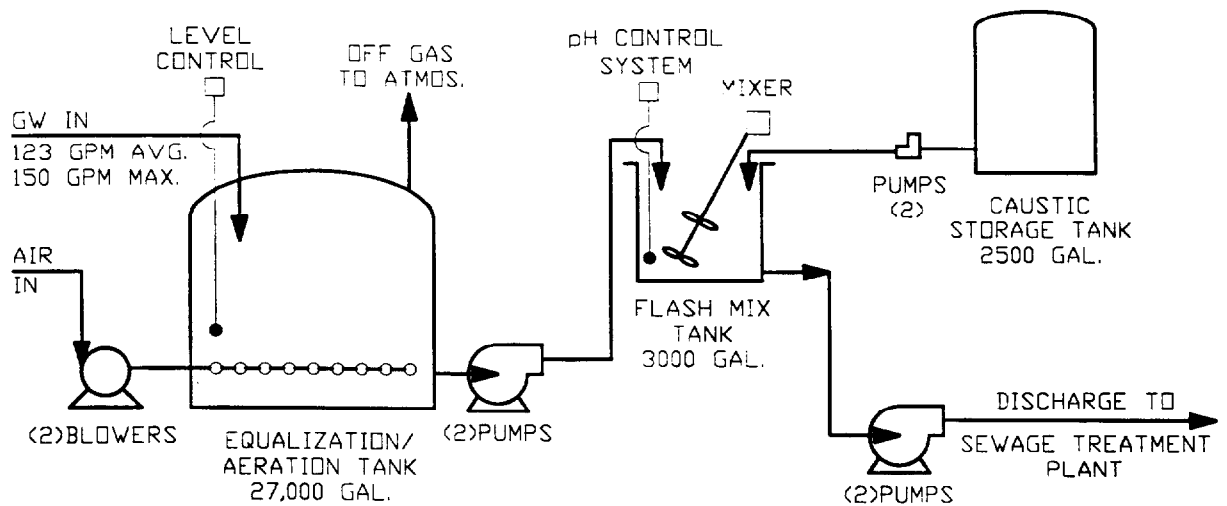 LEVEL
CONTROL
OFF GAS
TO ATMOS.
pH CONTROL
SYSTEM
MIXER
GW IN
123 GPM AVG.
150 GPM MAX.
AIR
IN
PUMPS
(2)
CAUSTIC
STORAGE TANK
2500 GAL.
FLASH MIX
TANK
3000 GAL.
(2)BLOWERS
EQUALIZATION/
AERATION TANK
27,000 GAL.
(2)PUMPS
DISCHARGE TO
SEWAGE TREATMENT
PLANT
(2)PUMPS